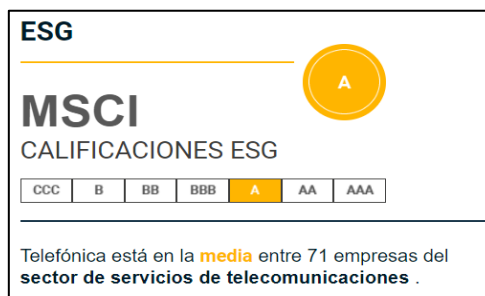 ESG
A
MSCI
CALIFICACIONES ESG
CCC B BB BBB A AA AAA
Telefónica está en la media entre 71 empresas del
sector de servicios de telecomunicaciones .